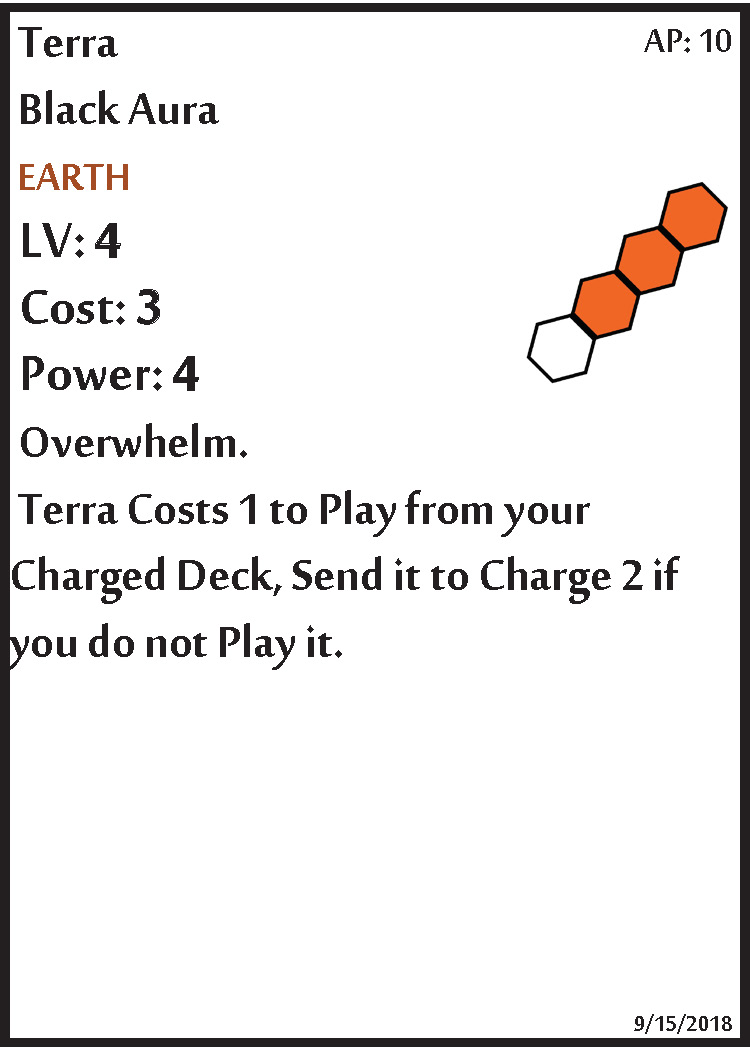 Terra
AP: 10
Black Aura
EARTH
LV: 4
Cost: 3
Power: 4
Overwhelm.
Terra Costs 1 to Play from your
Charged Deck, Send it to Charge 2 if
you do not Play it.
9/15/2018